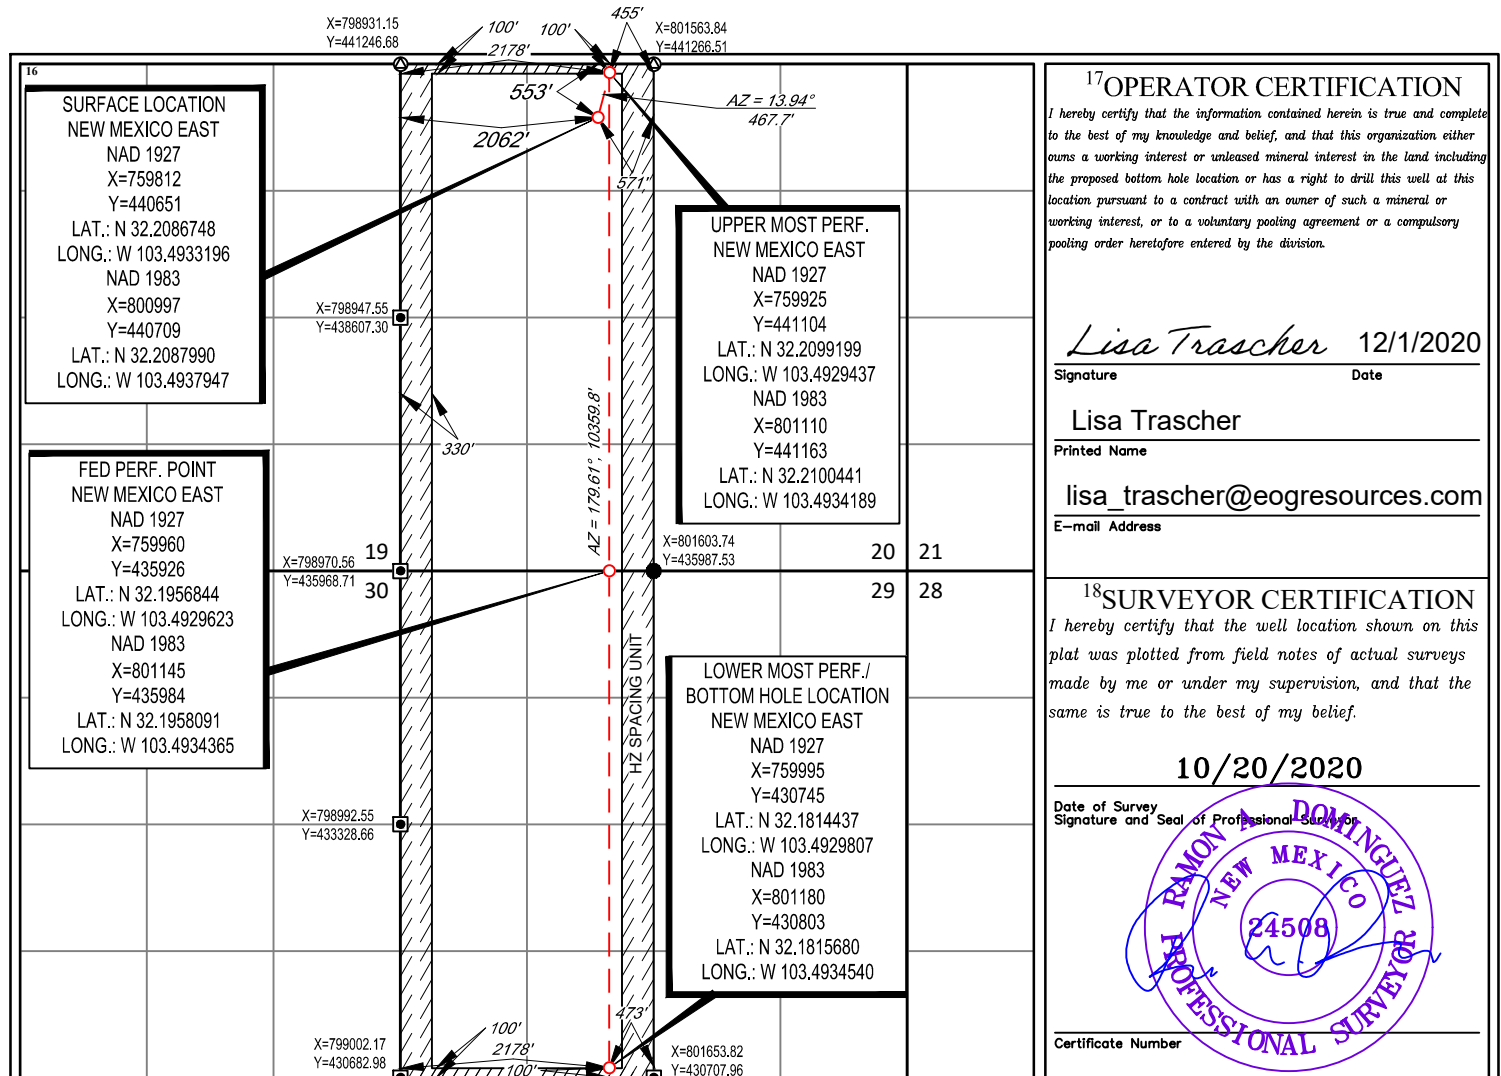 X=798931.15
Y=441246.68
100'
100'
455'
X=801563.84
Y=441266.51
2178'
16
553'
AZ = 13.94°
467.7'
2062'
571'
SURFACE LOCATION
NEW MEXICO EAST
NAD 1927
X=759812
Y=440651
LAT.: N 32.2086748
LONG.: W 103.4933196
NAD 1983
X=800997
Y=440709
LAT.: N 32.2087990
LONG.: W 103.4937947
UPPER MOST PERF.
NEW MEXICO EAST
NAD 1927
X=759925
Y=441104
LAT.: N 32.2099199
LONG.: W 103.4929437
NAD 1983
X=801110
Y=441163
LAT.: N 32.2100441
LONG.: W 103.4934189
X=798947.55
Y=438607.30
330'
AZ = 179.61°, 10359.8'
FED PERF. POINT
NEW MEXICO EAST
NAD 1927
X=759960
Y=435926
LAT.: N 32.1956844
LONG.: W 103.4929623
NAD 1983
X=801145
Y=435984
LAT.: N 32.1958091
LONG.: W 103.4934365
X=798970.56
Y=435968.71
19
30
X=801603.74
Y=435987.53
20 21
29 28
HZ SPACING UNIT
LOWER MOST PERF./
BOTTOM HOLE LOCATION
NEW MEXICO EAST
NAD 1927
X=759995
Y=430745
LAT.: N 32.1814437
LONG.: W 103.4929807
NAD 1983
X=801180
Y=430803
LAT.: N 32.1815680
LONG.: W 103.4934540
X=798992.55
Y=433328.66
X=799002.17
Y=430682.98
100'
2178'
100'
473'
X=801653.82
Y=430707.96
17OPERATOR CERTIFICATION
I hereby certify that the information contained herein is true and complete
to the best of my knowledge and belief, and that this organization either
owns a working interest or unleased mineral interest in the land including
the proposed bottom hole location or has a right to drill this well at this
location pursuant to a contract with an owner of such a mineral or
working interest, or to a voluntary pooling agreement or a compulsory
pooling order heretofore entered by the division.
Lisa Trascher 12/1/2020
Signature Date
Lisa Trascher
Printed Name
lisa_trascher@eogresources.com
E-mail Address
18SURVEYOR CERTIFICATION
I hereby certify that the well location shown on this
plat was plotted from field notes of actual surveys
made by me or under my supervision, and that the
same is true to the best of my belief.
10/20/2020
Date of Survey
Signature and Seal of Professional Surveyor
RAMON A. DOMINGUEZ
NEW MEXICO
24508
PROFESSIONAL SURVEYOR
Certificate Number